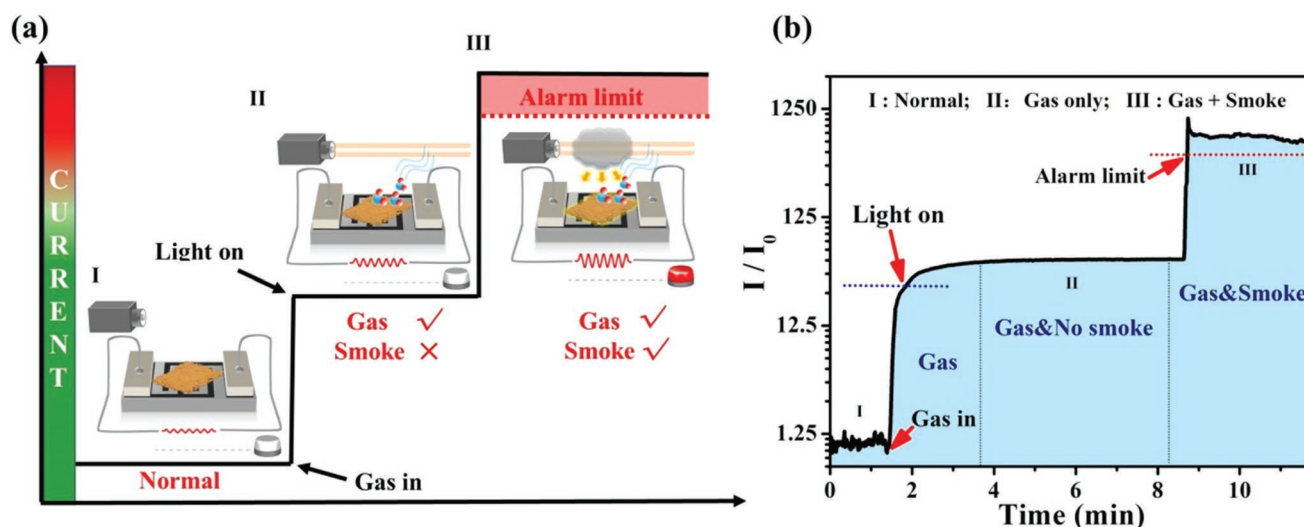 (a)
III
II
Alarm limit
CURRENT
Light on
I
Gas √
Smoke ×
Gas √
Smoke √
Normal
Gas in
(b)
I : Normal; II: Gas only; III : Gas + Smoke
1250
125
12.5
1.25
I / I₀
Alarm limit
III
Light on
II
Gas&Smoke
Gas&No smoke
Gas
I
Gas in
0 2 4 6 8 10
Time (min)